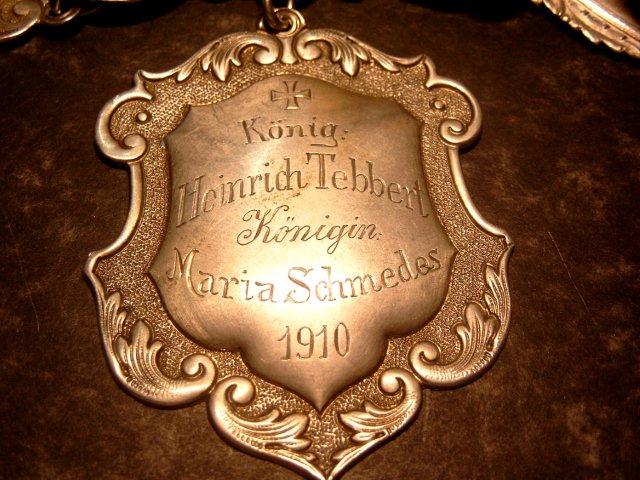 König:
Heinrich Tebbert
Königin:
Maria Schmedes
1910